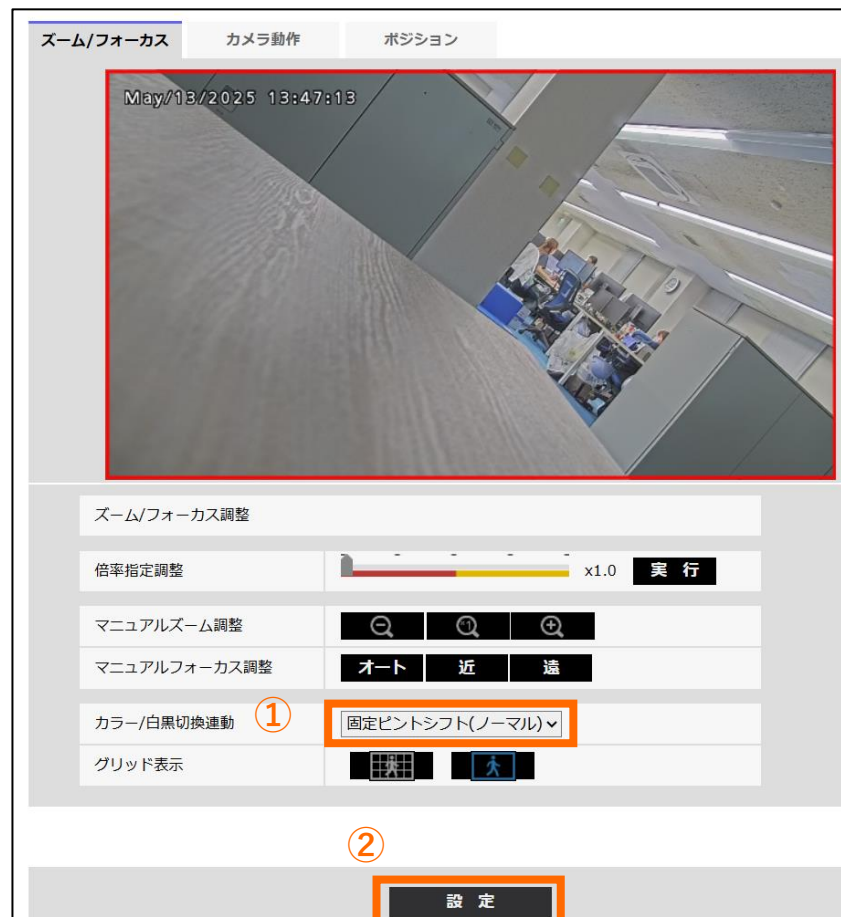 ズーム/フォーカス カメラ動作 ポジション
May/13/2025 13:47:13
ズーム/フォーカス調整
倍率指定調整 x1.0 実 行
マニュアルズーム調整 ×1
マニュアルフォーカス調整 オート 近 遠
カラー/白黒切換連動 ① 固定ピントシフト(ノーマル)
グリッド表示
②
設 定